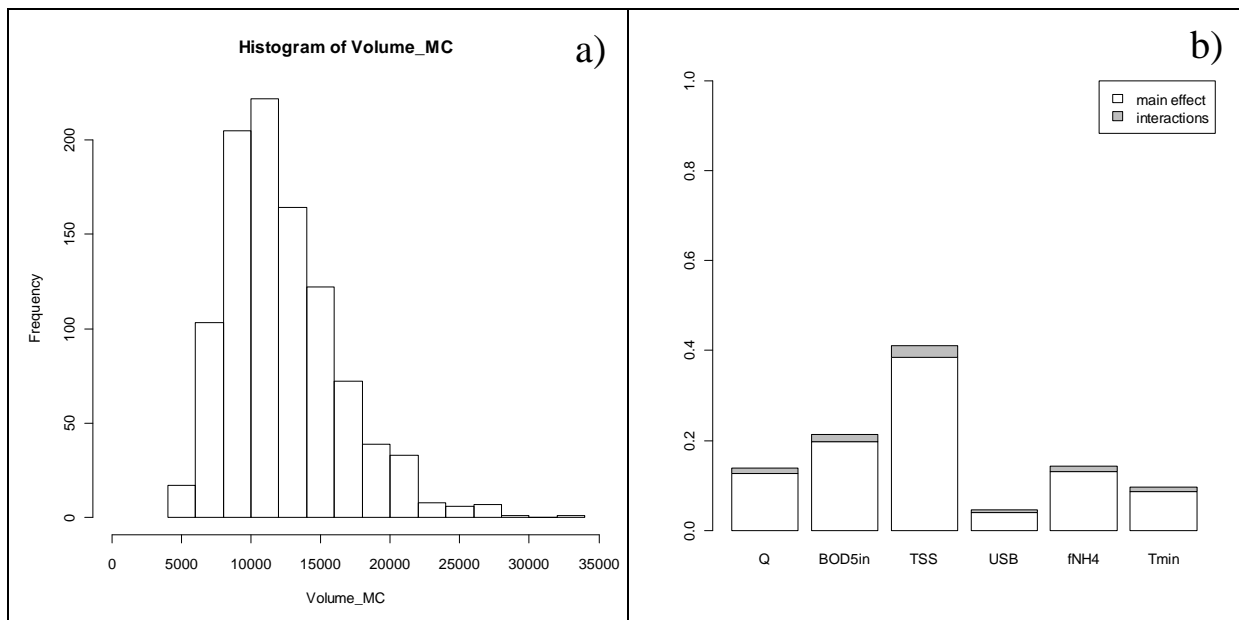 Histogram of Volume_MC
a)
Frequency
0
50
100
150
200
0 5000 10000 15000 20000 25000 30000 35000
Volume_MC
b)
main effect
interactions
0.0
0.2
0.4
0.6
0.8
1.0
Q BOD5in TSS USB fNH4 Tmin